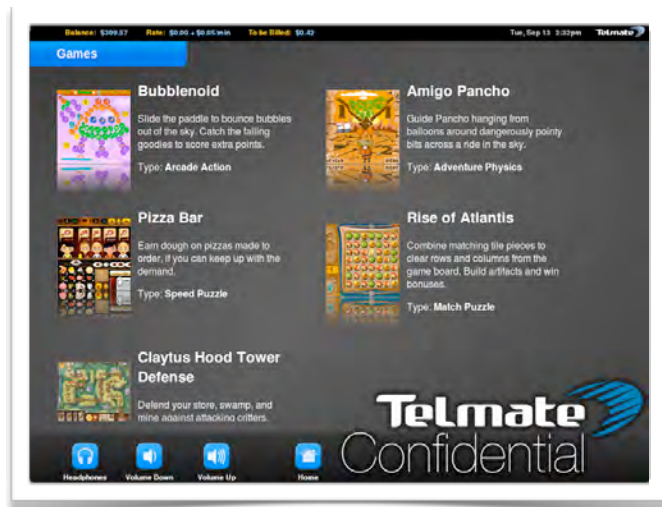 Balance: $309.57 Rate: $0.00 + $0.05/min To be Billed: $0.42 Tue, Sep 13 2:32pm Telmate
Games
Bubblenoid
Slide the paddle to bounce bubbles
out of the sky. Catch the falling
goodies to score extra points.
Type: Arcade Action
Amigo Pancho
Guide Pancho hanging from
balloons around dangerously pointy
bits across a ride in the sky.
Type: Adventure Physics
Pizza Bar
Earn dough on pizzas made to
order, if you can keep up with the
demand.
Type: Speed Puzzle
Rise of Atlantis
Combine matching tile pieces to
clear rows and columns from the
game board. Build artifacts and win
bonuses.
Type: Match Puzzle
Claytus Hood Tower
Defense
Defend your store, swamp, and
mine against attacking critters.
Telmate
Confidential
Headphones Volume Down Volume Up Home